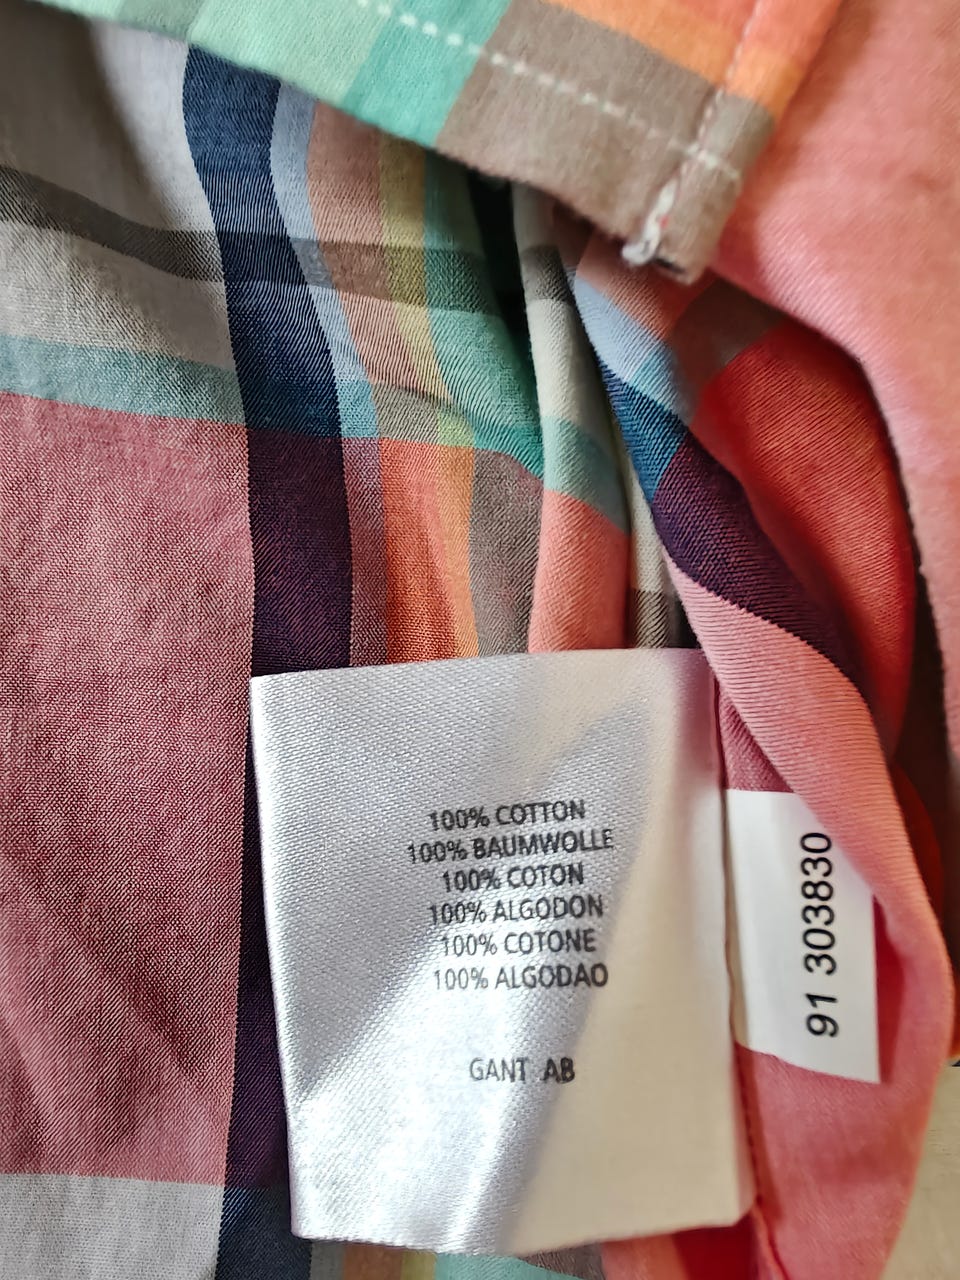 100% COTTON
100% BAUMWOLLE
100% COTON
100% ALGODON
100% COTONE
100% ALGODAO
GANT AB
91 303830